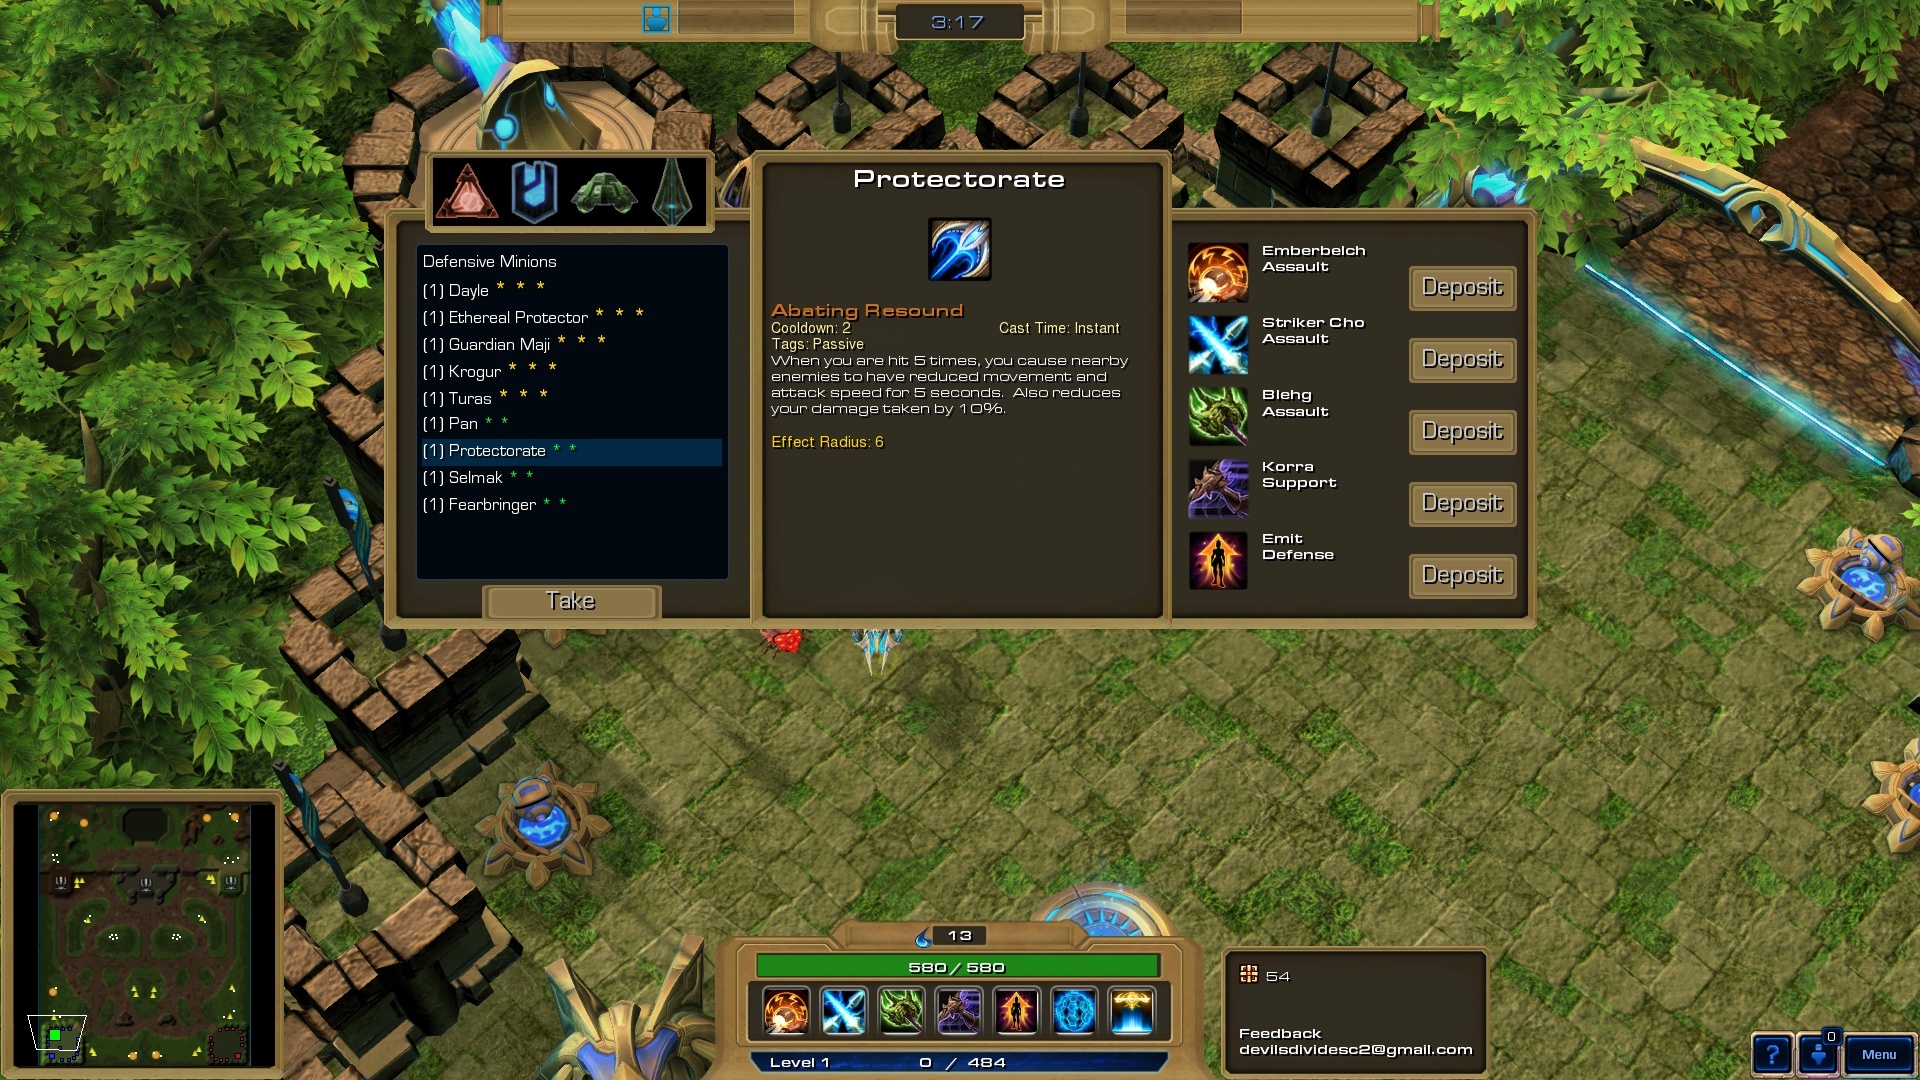 3:17
Defensive Minions
(1) Dayle * * *
(1) Ethereal Protector * * *
(1) Guardian Maji * * *
(1) Krogur * * *
(1) Turas * * *
(1) Pan * *
(1) Protectorate * *
(1) Selmak * *
(1) Fearbringer * *
Take
Protectorate
Abating Resound
Cooldown: 2 Cast Time: Instant
Tags: Passive
When you are hit 5 times, you cause nearby
enemies to have reduced movement and
attack speed for 5 seconds. Also reduces
your damage taken by 10%.
Effect Radius: 6
Emberbelch
Assault
Deposit
Striker Cho
Assault
Deposit
Blehg
Assault
Deposit
Korra
Support
Deposit
Emit
Defense
Deposit
13
580 / 580
Level 1 0 / 484
54
Feedback
devilsdividesc2@gmail.com
?
0
Menu